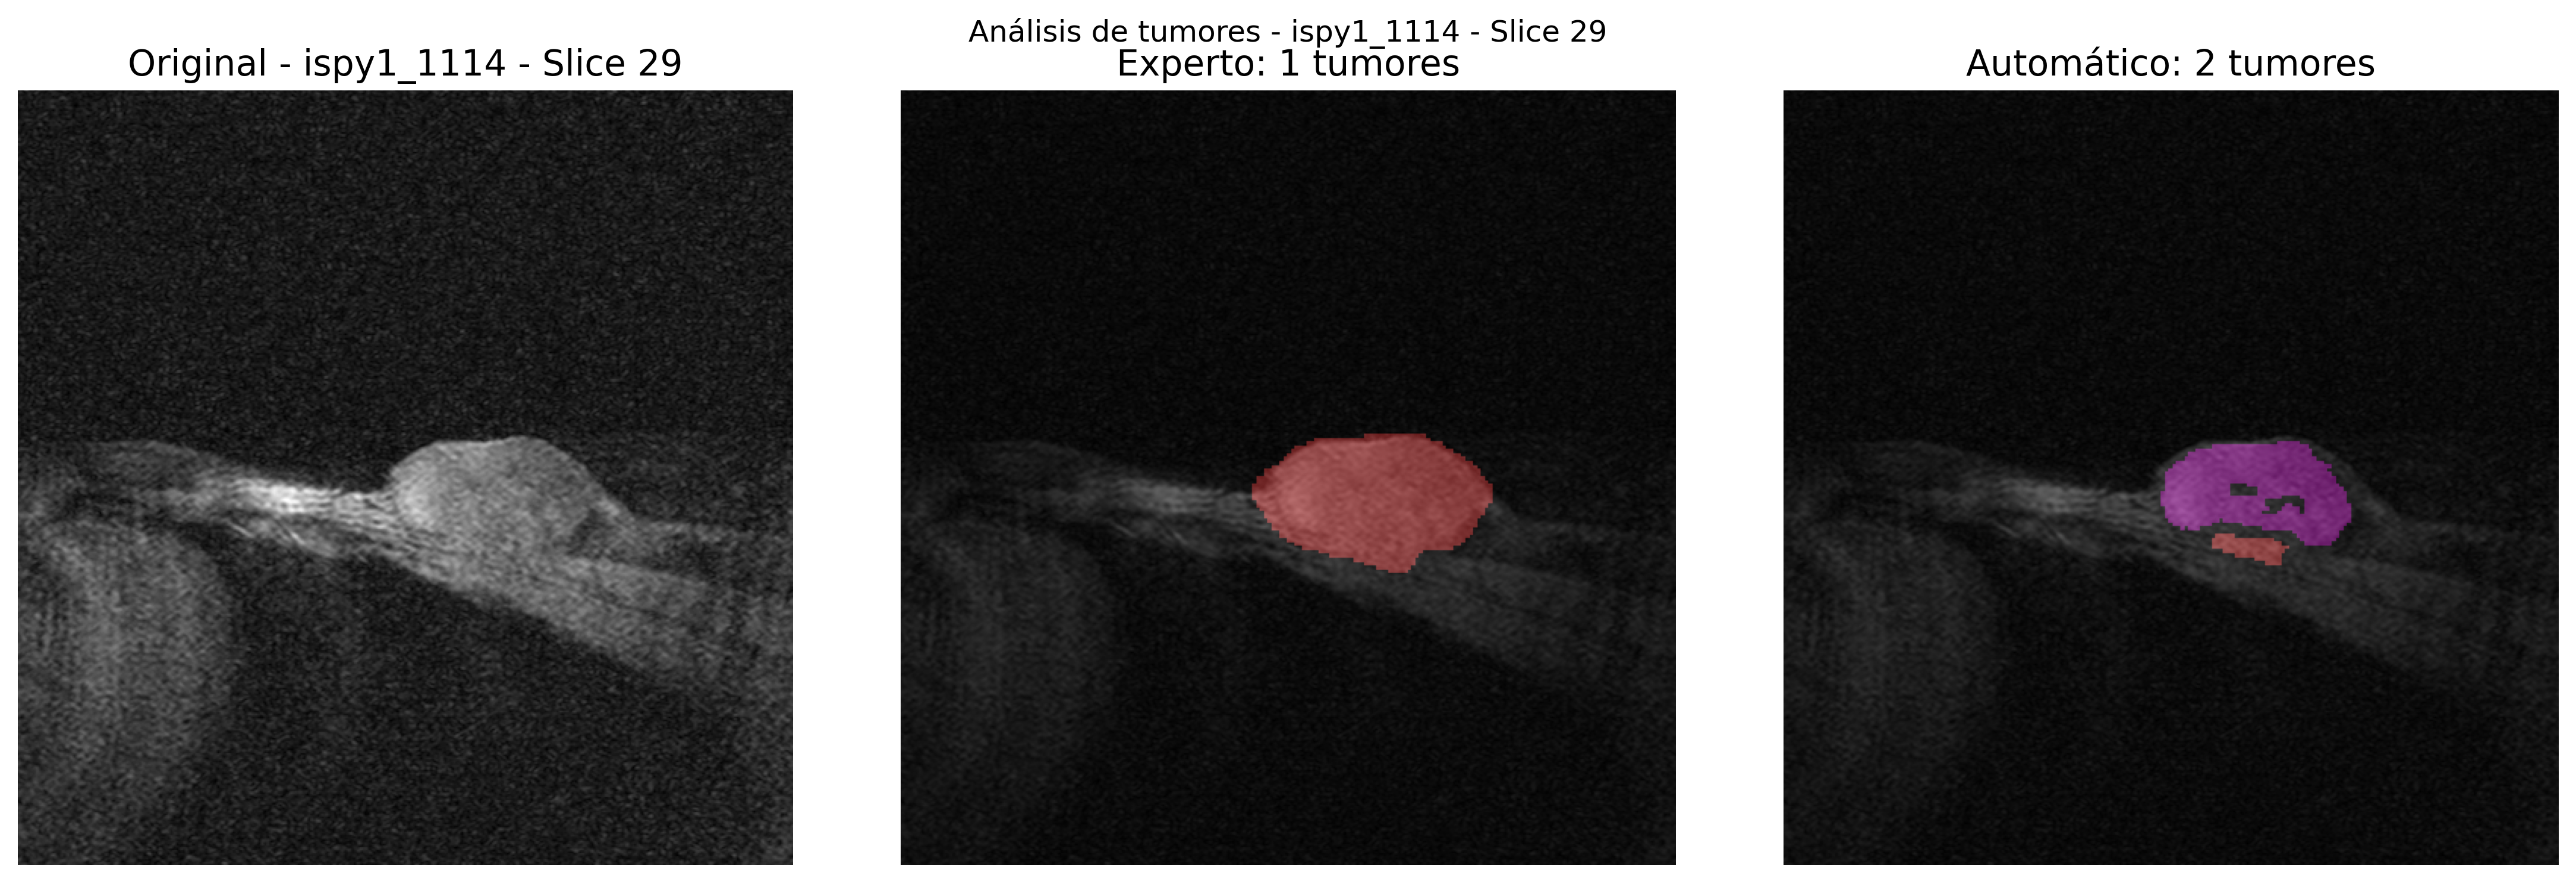 Análisis de tumores - ispy1_1114 - Slice 29
Original - ispy1_1114 - Slice 29
Experto: 1 tumores
Automático: 2 tumores